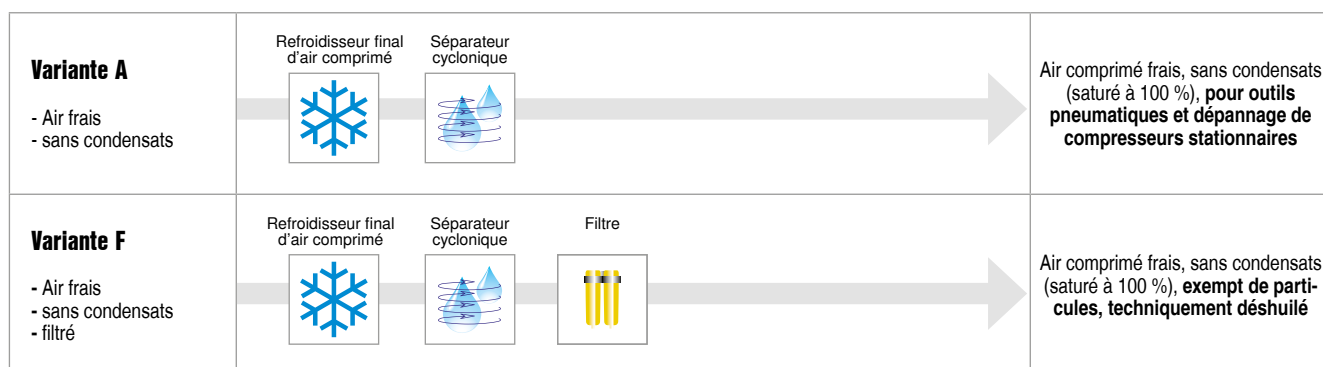 Variante A
- Air frais
- sans condensats
Refroidisseur final
d'air comprimé
Séparateur
cyclonique
Air comprimé frais, sans condensats
(saturé à 100 %), pour outils
pneumatiques et dépannage de
compresseurs stationnaires
Variante F
- Air frais
- sans condensats
- filtré
Refroidisseur final
d'air comprimé
Séparateur
cyclonique
Filtre
Air comprimé frais, sans condensats
(saturé à 100 %), exempt de parti-
cules, techniquement déshuilé